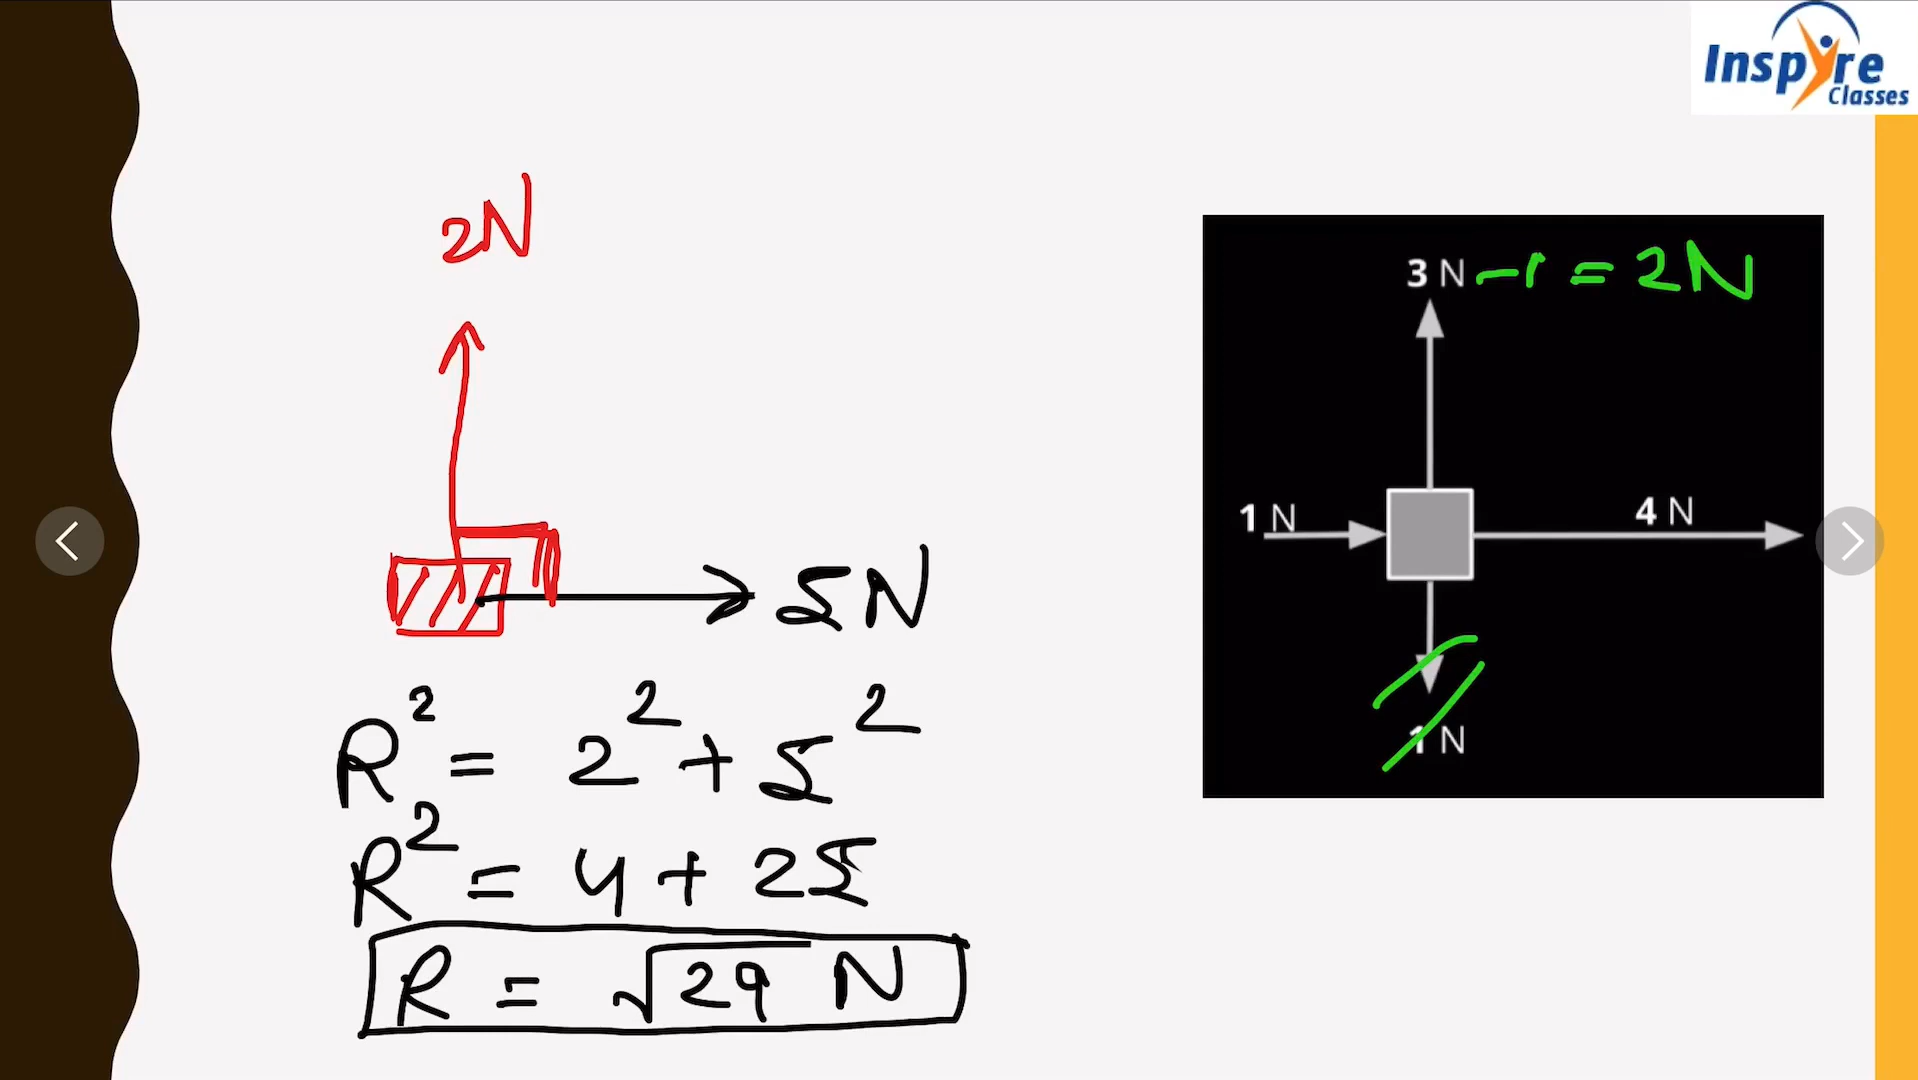 Inspyre
Classes
2N
5N
R² = 2² + 5²
R² = 4 + 25
R = √29 N
3 N - 1 = 2N
1 N
4 N
1 N